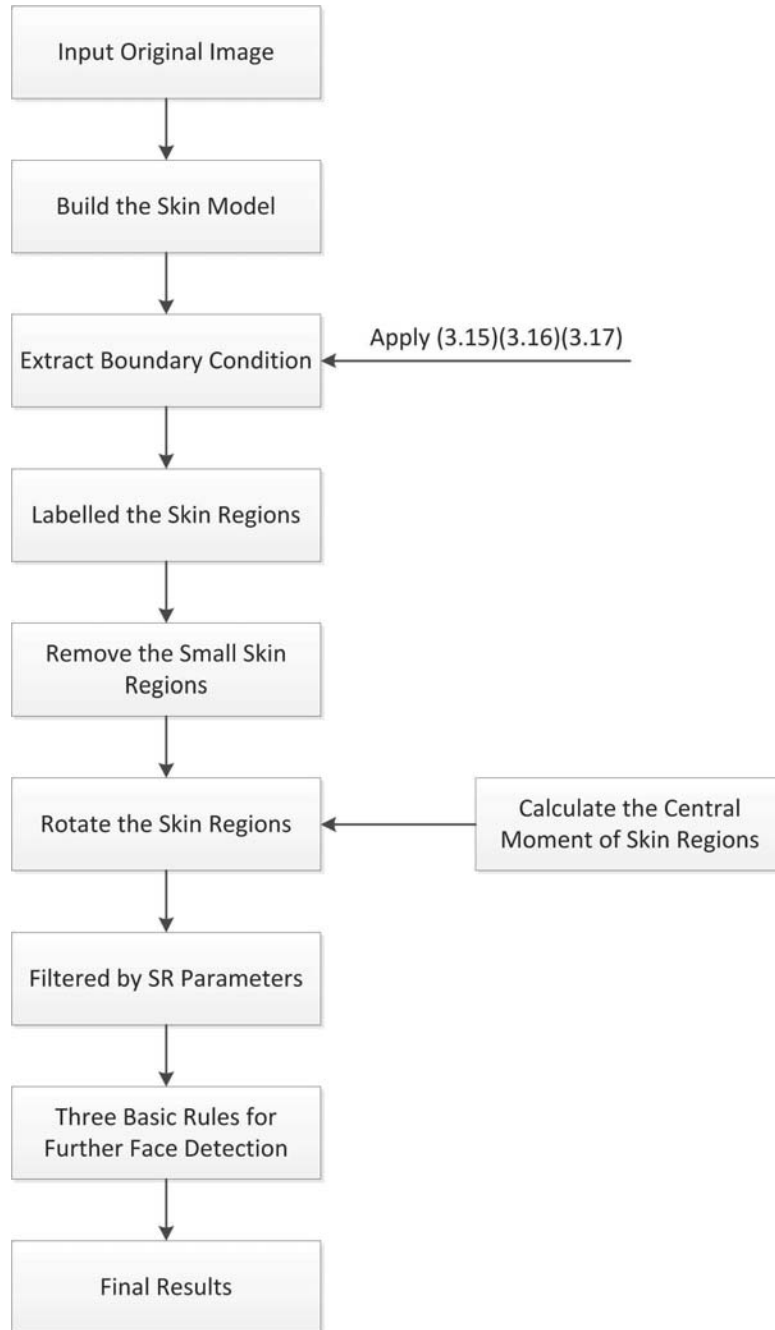 Input Original Image
Build the Skin Model
Extract Boundary Condition
Apply (3.15)(3.16)(3.17)
Labelled the Skin Regions
Remove the Small Skin
Regions
Rotate the Skin Regions
Calculate the Central
Moment of Skin Regions
Filtered by SR Parameters
Three Basic Rules for
Further Face Detection
Final Results